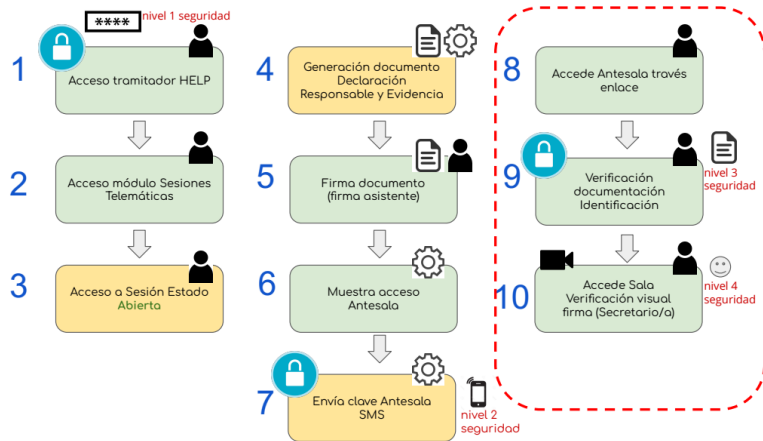 **** nivel 1 seguridad
1
Acceso tramitador HELP
2
Acceso módulo Sesiones
Telemáticas
3
Acceso a Sesión Estado
Abierta
4
Generación documento
Declaración
Responsable y Evidencia
5
Firma documento
(firma asistente)
6
Muestra acceso
Antesala
7
Envía clave Antesala
SMS
nivel 2
seguridad
8
Accede Antesala través
enlace
9
Verificación
documentación
Identificación
nivel 3
seguridad
10
Accede Sala
Verificación visual
firma (Secretario/a)
nivel 4
seguridad